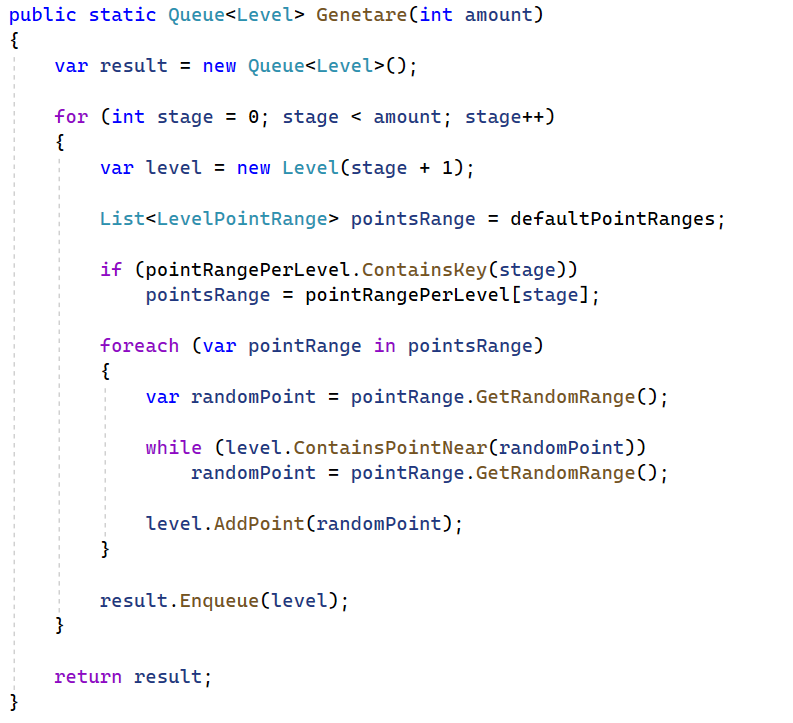 public static Queue<Level> Genetare(int amount)
{
    var result = new Queue<Level>();
    for (int stage = 0; stage < amount; stage++)
    {
        var level = new Level(stage + 1);
        List<LevelPointRange> pointsRange = defaultPointRanges;
        if (pointRangePerLevel.ContainsKey(stage))
            pointsRange = pointRangePerLevel[stage];
        foreach (var pointRange in pointsRange)
        {
            var randomPoint = pointRange.GetRandomRange();
            while (level.ContainsPointNear(randomPoint))
                randomPoint = pointRange.GetRandomRange();
            level.AddPoint(randomPoint);
        }
        result.Enqueue(level);
    }
    return result;
}